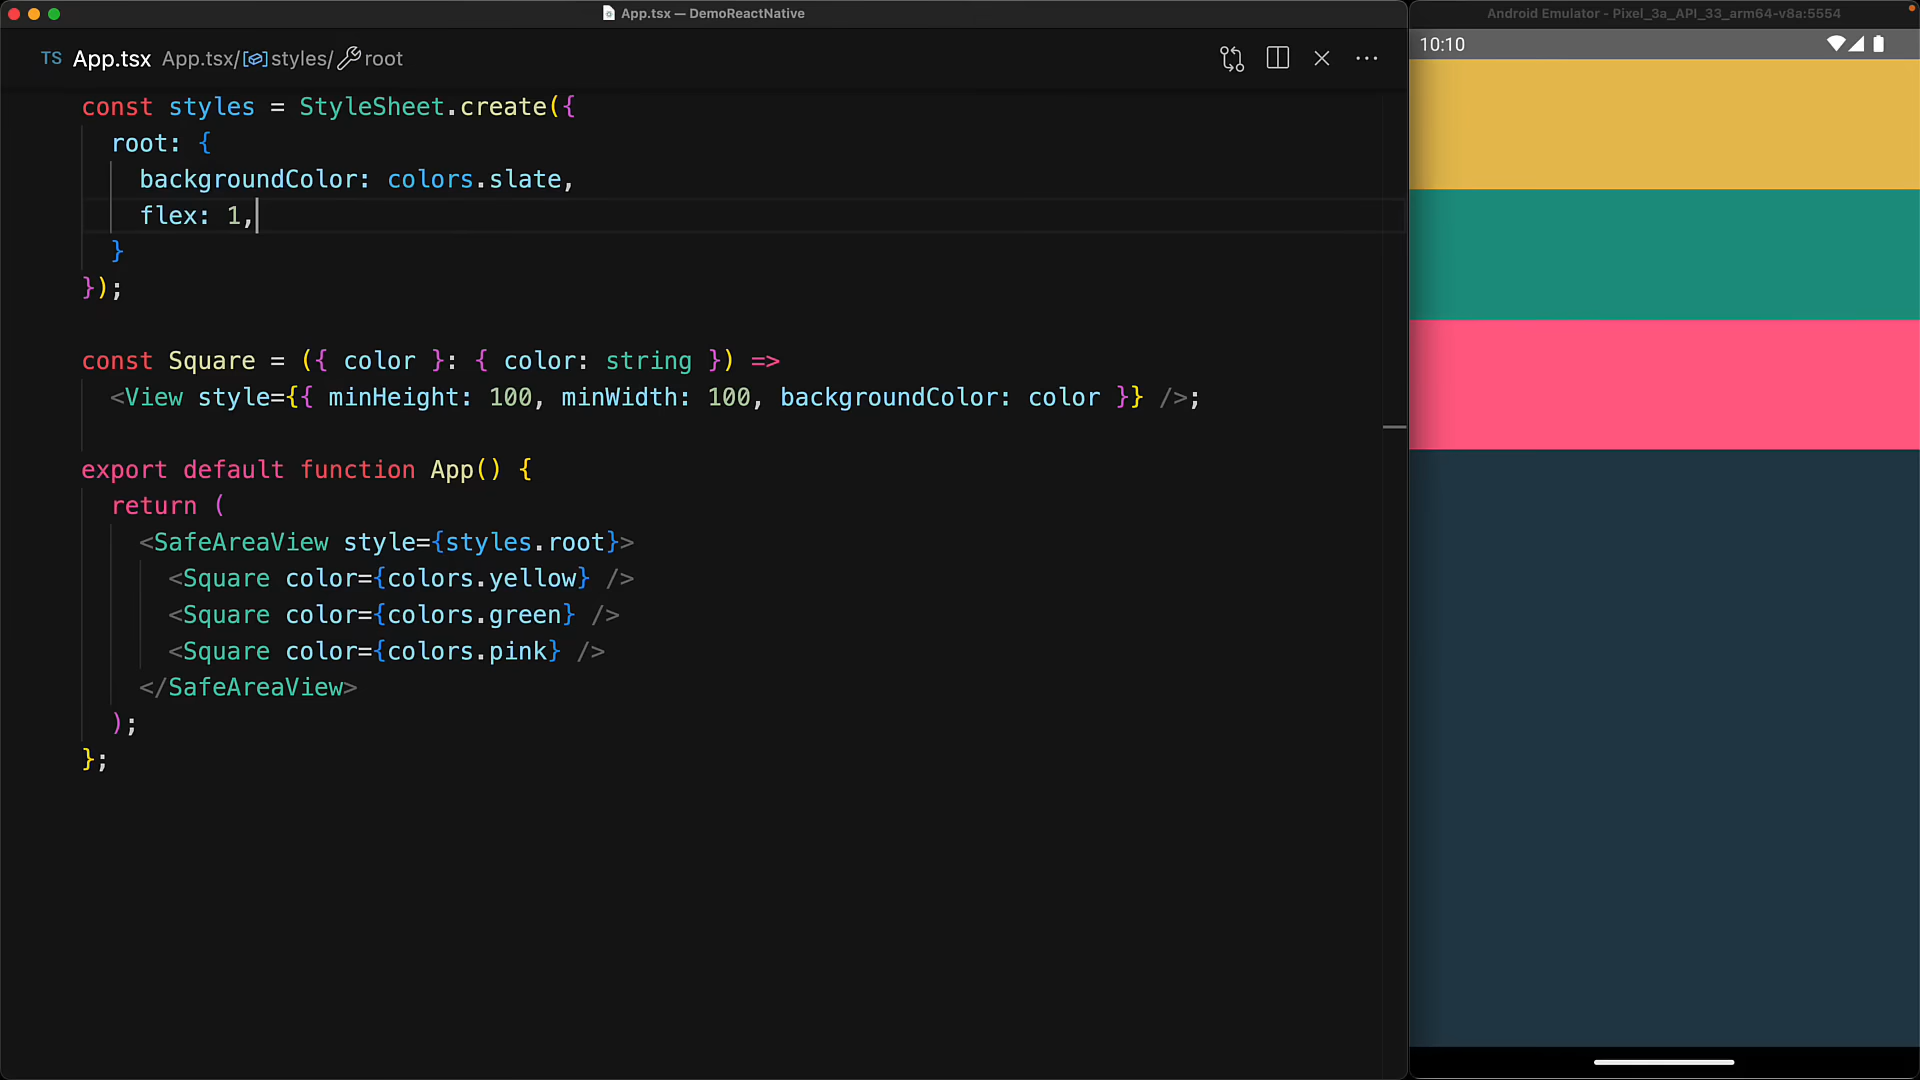 App.tsx — DemoReactNative
TS App.tsx App.tsx/styles/root
const styles = StyleSheet.create({
root: {
backgroundColor: colors.slate,
flex: 1,
}
});
const Square = ({ color }: { color: string }) =>
<View style={{ minHeight: 100, minWidth: 100, backgroundColor: color }} />;
export default function App() {
return (
<SafeAreaView style={styles.root}>
<Square color={colors.yellow} />
<Square color={colors.green} />
<Square color={colors.pink} />
</SafeAreaView>
);
};
Android Emulator - Pixel_3a_API_33_arm64-v8a:5554
10:10